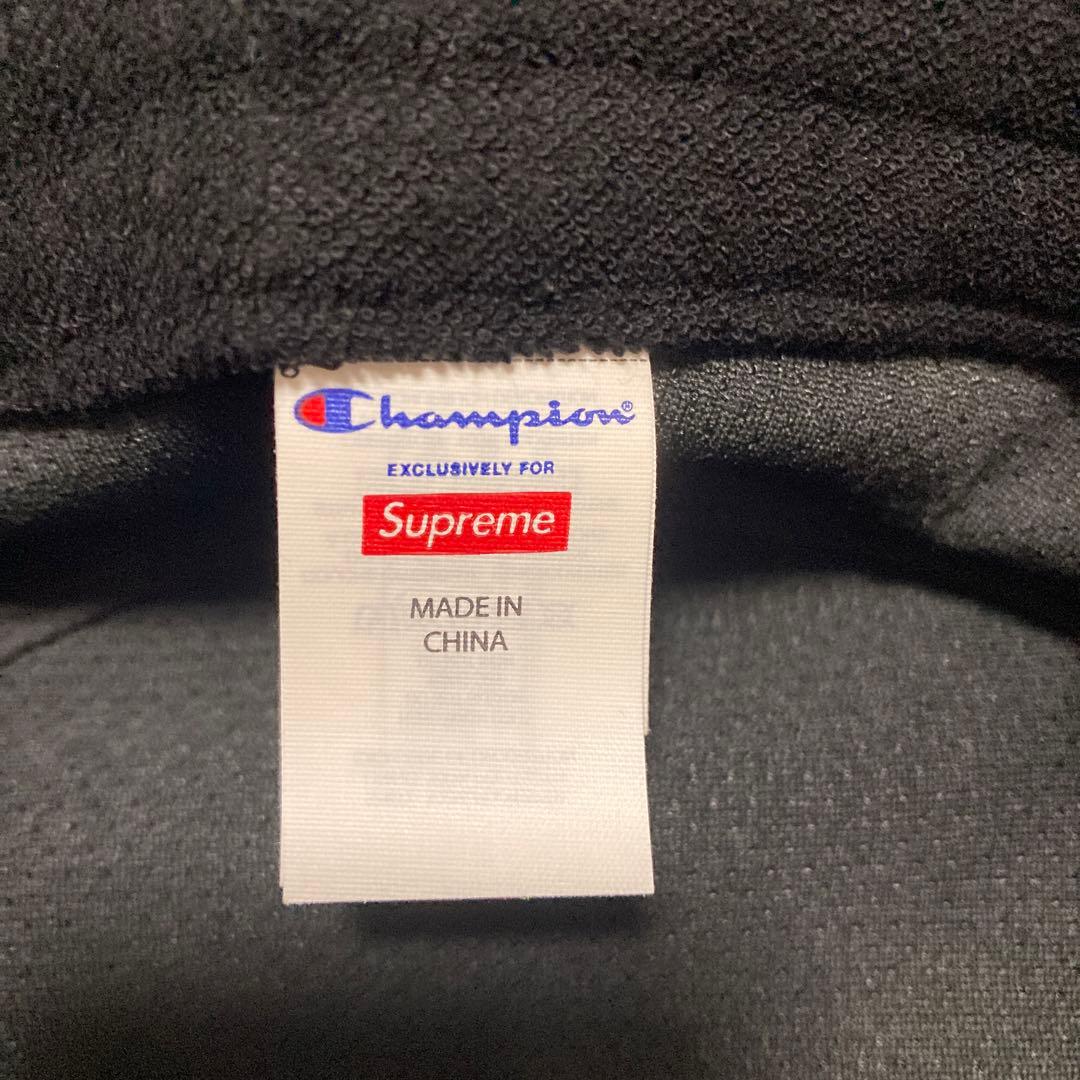 Champion®
EXCLUSIVELY FOR
Supreme
MADE IN
CHINA